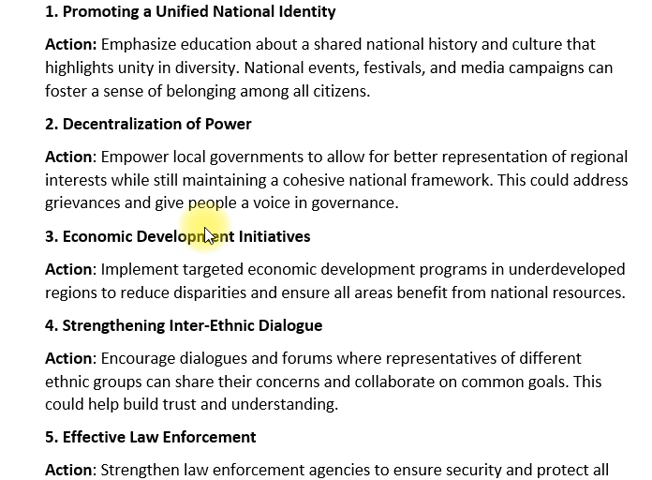 1. Promoting a Unified National Identity
Action: Emphasize education about a shared national history and culture that
highlights unity in diversity. National events, festivals, and media campaigns can
foster a sense of belonging among all citizens.
2. Decentralization of Power
Action: Empower local governments to allow for better representation of regional
interests while still maintaining a cohesive national framework. This could address
grievances and give people a voice in governance.
3. Economic Development Initiatives
Action: Implement targeted economic development programs in underdeveloped
regions to reduce disparities and ensure all areas benefit from national resources.
4. Strengthening Inter-Ethnic Dialogue
Action: Encourage dialogues and forums where representatives of different
ethnic groups can share their concerns and collaborate on common goals. This
could help build trust and understanding.
5. Effective Law Enforcement
Action: Strengthen law enforcement agencies to ensure security and protect all